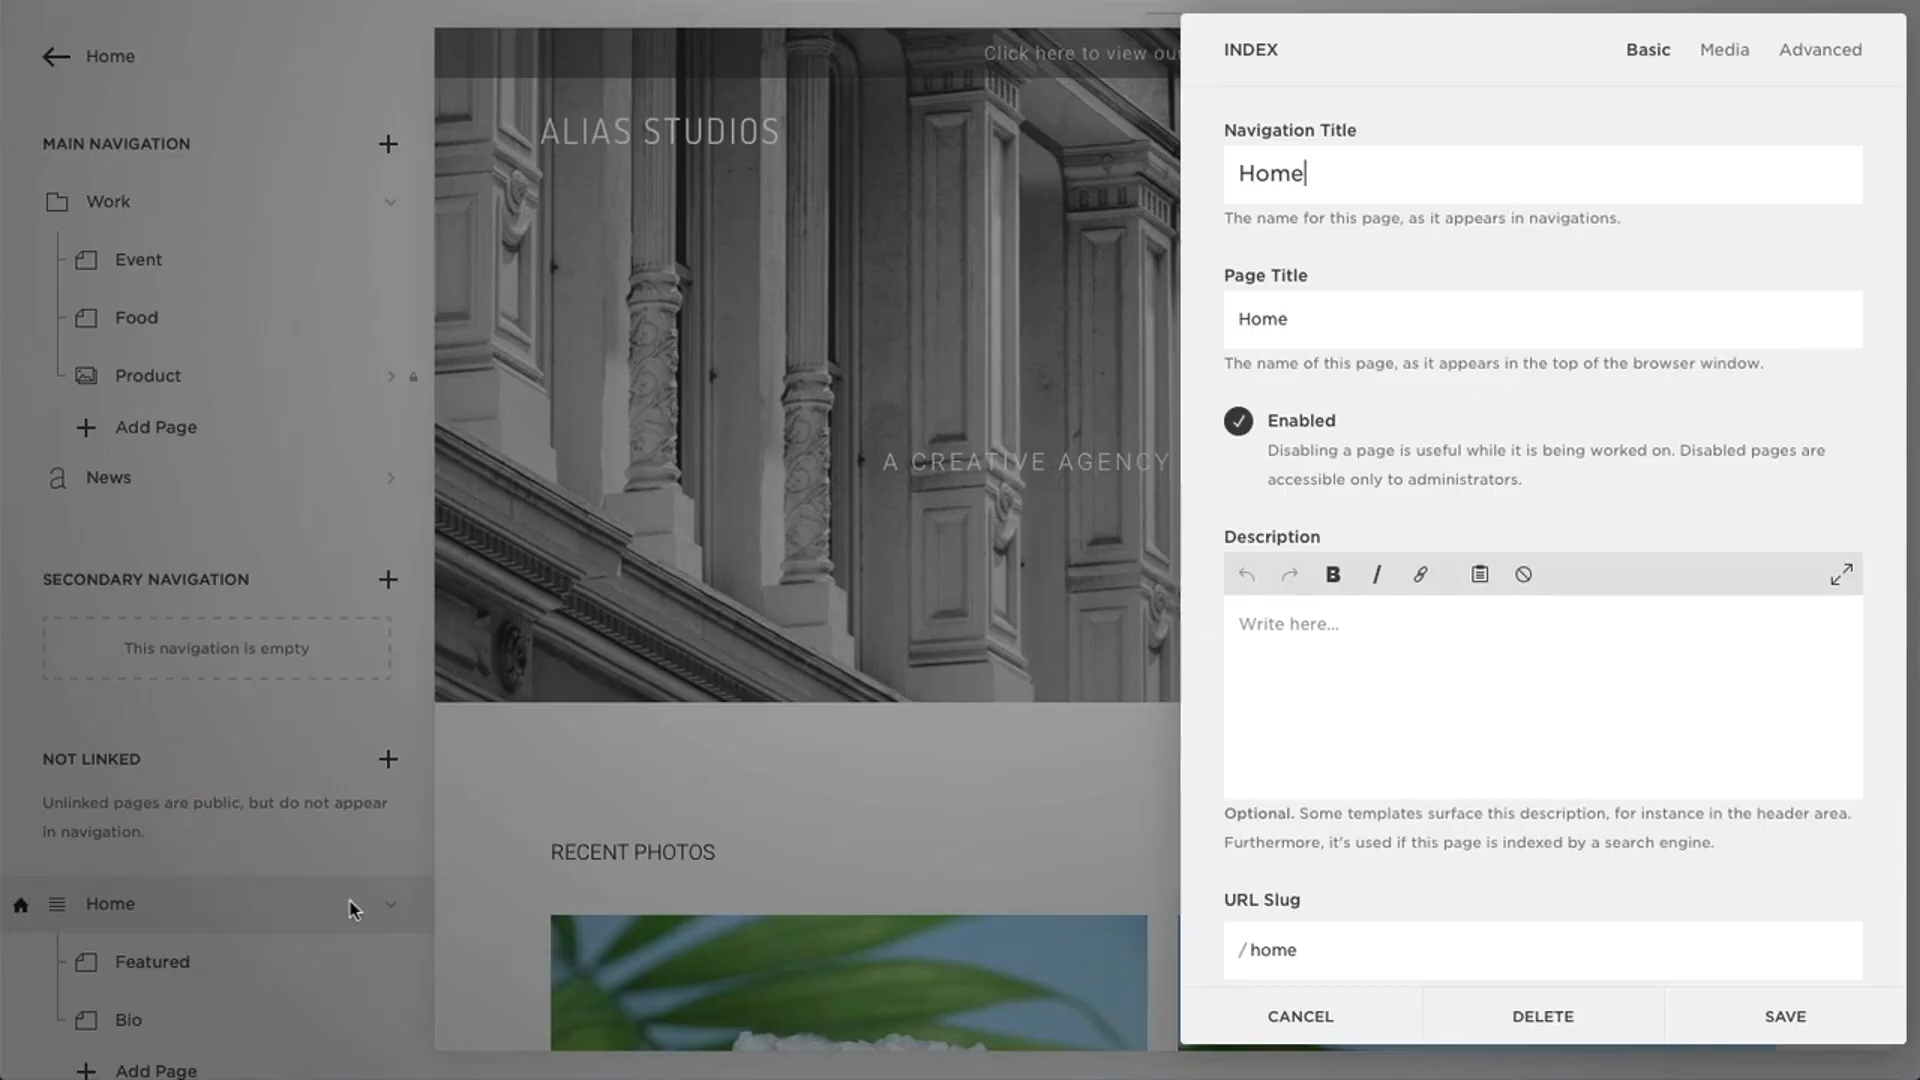 Home
MAIN NAVIGATION
Work
Event
Food
Product
Add Page
News
SECONDARY NAVIGATION
This navigation is empty
NOT LINKED
Unlinked pages are public, but do not appear
in navigation.
Home
Featured
Bio
Add Page
Click here to view ou
ALIAS STUDIOS
A CREATIVE AGENCY
RECENT PHOTOS
INDEX
Basic Media Advanced
Navigation Title
Home
The name for this page, as it appears in navigations.
Page Title
Home
The name of this page, as it appears in the top of the browser window.
Enabled
Disabling a page is useful while it is being worked on. Disabled pages are
accessible only to administrators.
Description
Write here...
Optional. Some templates surface this description, for instance in the header area.
Furthermore, it's used if this page is indexed by a search engine.
URL Slug
/ home
CANCEL DELETE SAVE